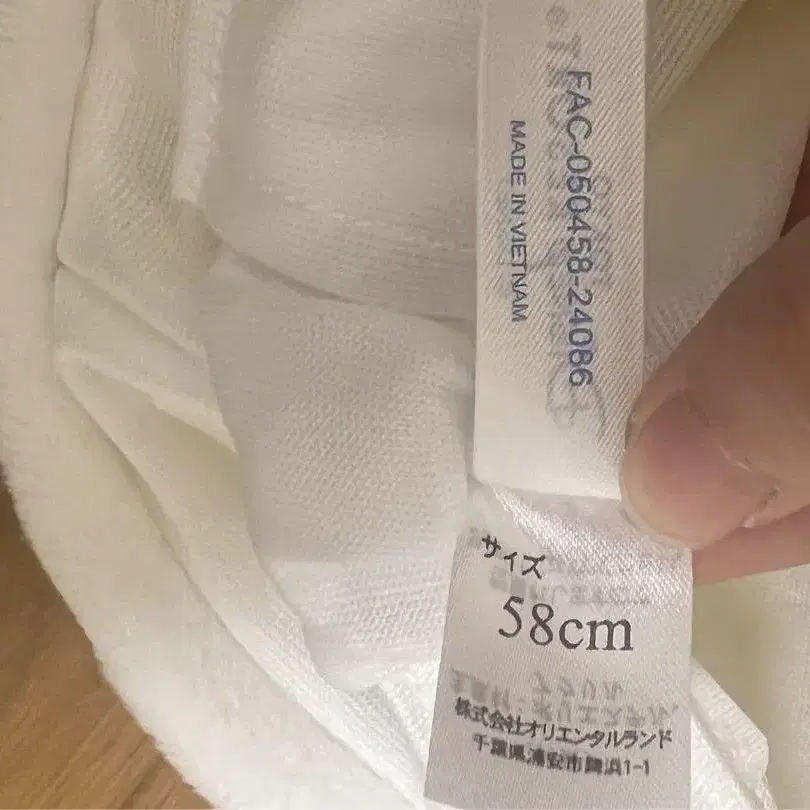 FAC-050458-24086
MADE IN VIETNAM
サイズ
58cm
株式会社オリエンタルランド
千葉県浦安市舞浜1-1